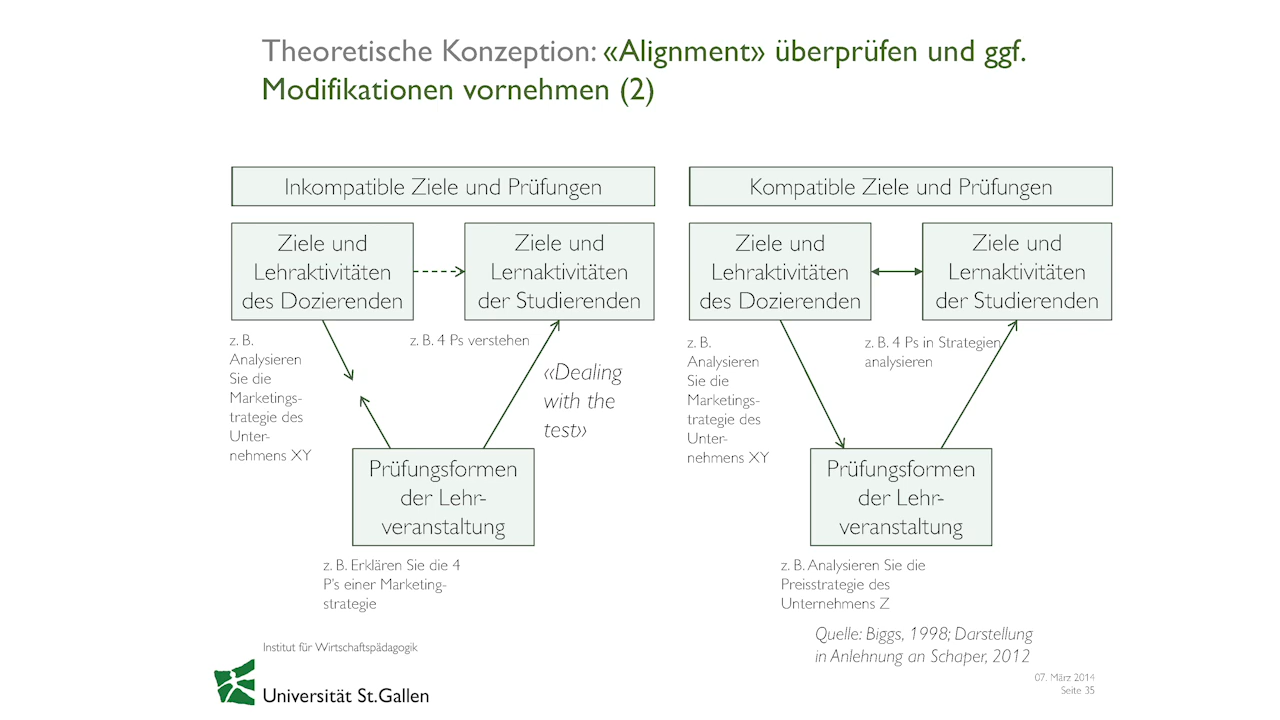 Theoretische Konzeption: «Alignment» überprüfen und ggf.
Modifikationen vornehmen (2)
Inkompatible Ziele und Prüfungen
Ziele und
Lehraktivitäten
des Dozierenden
Ziele und
Lernaktivitäten
der Studierenden
z. B.
Analysieren
Sie die
Marketings-
trategie des
Unter-
nehmens XY
z. B. 4 Ps verstehen
«Dealing
with the
test»
Prüfungsformen
der Lehr-
veranstaltung
z. B. Erklären Sie die 4
P's einer Marketing-
strategie
Kompatible Ziele und Prüfungen
Ziele und
Lehraktivitäten
des Dozierenden
Ziele und
Lernaktivitäten
der Studierenden
z. B.
Analysieren
Sie die
Marketings-
trategie des
Unter-
nehmens XY
z. B. 4 Ps in Strategien
analysieren
Prüfungsformen
der Lehr-
veranstaltung
z. B. Analysieren Sie die
Preisstrategie des
Unternehmens Z
Quelle: Biggs, 1998; Darstellung
in Anlehnung an Schaper, 2012
Institut für Wirtschaftspädagogik
Universität St.Gallen
07. März 2014
Seite 35